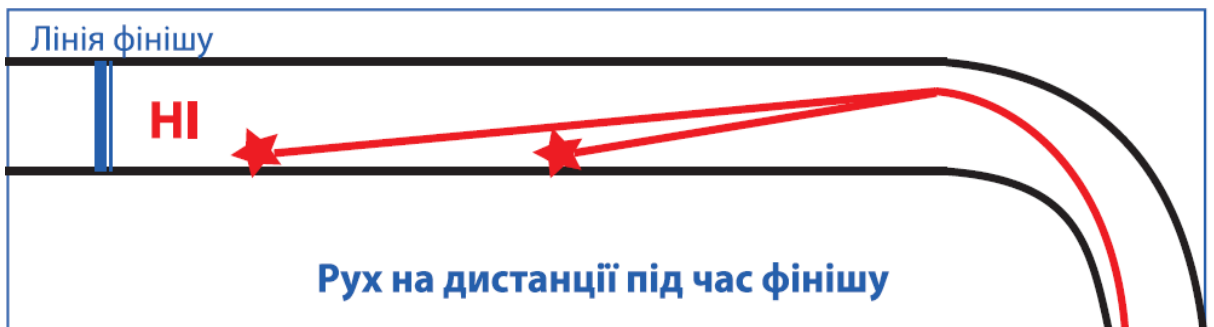 Лінія фінішу
НІ
Рух на дистанції під час фінішу